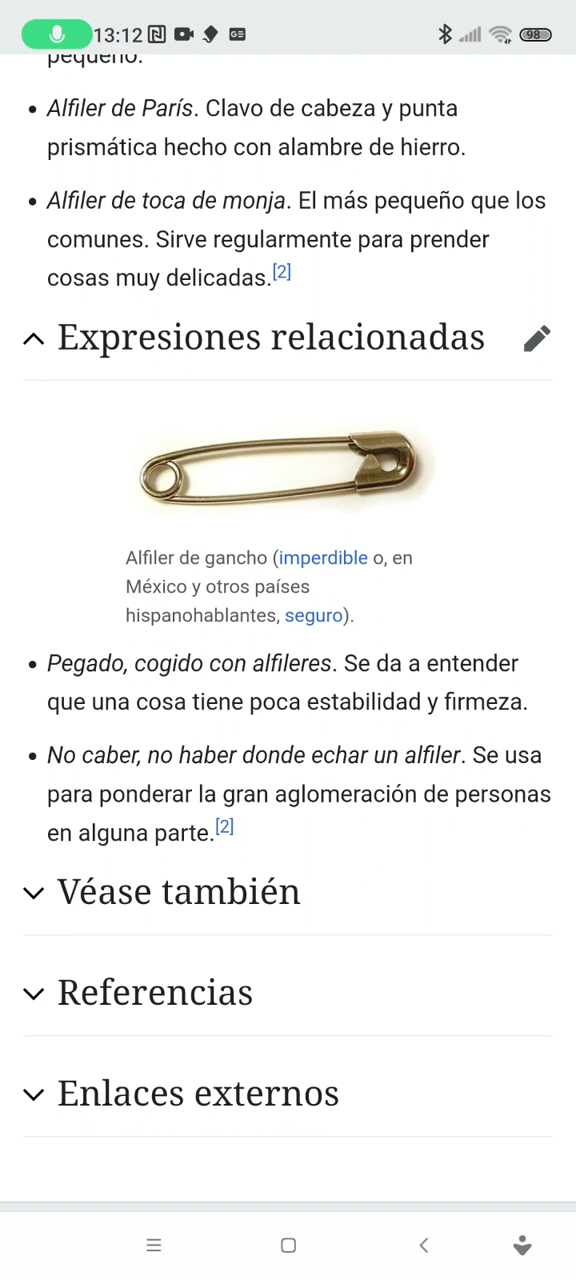 13:12
98
pequeño.
• Alfiler de París. Clavo de cabeza y punta
prismática hecho con alambre de hierro.
• Alfiler de toca de monja. El más pequeño que los
comunes. Sirve regularmente para prender
cosas muy delicadas.[2]
Expresiones relacionadas
Alfiler de gancho (imperdible o, en
México y otros países
hispanohablantes, seguro).
• Pegado, cogido con alfileres. Se da a entender
que una cosa tiene poca estabilidad y firmeza.
• No caber, no haber donde echar un alfiler. Se usa
para ponderar la gran aglomeración de personas
en alguna parte.[2]
Véase también
Referencias
Enlaces externos